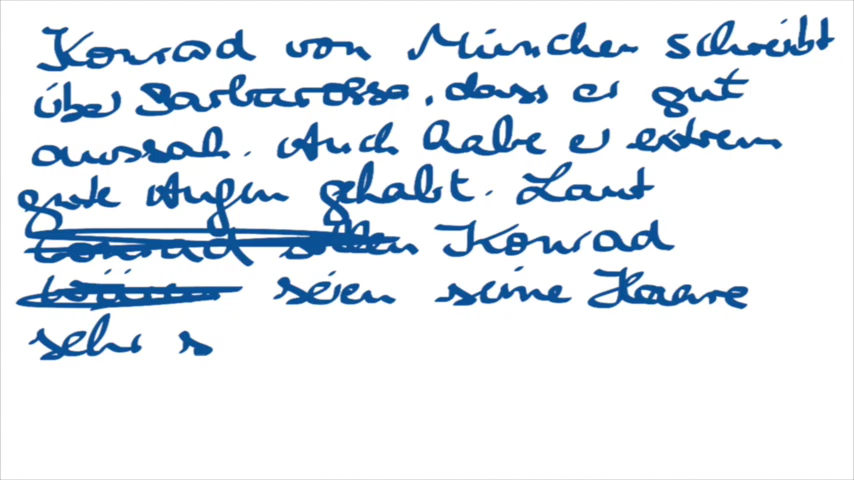 Konrad von München schreibt
über Barbarossa, dass er gut
aussah. Auch habe er extrem
gute Augen gehabt. Laut
Konrad
seien seine Haare
sehr s